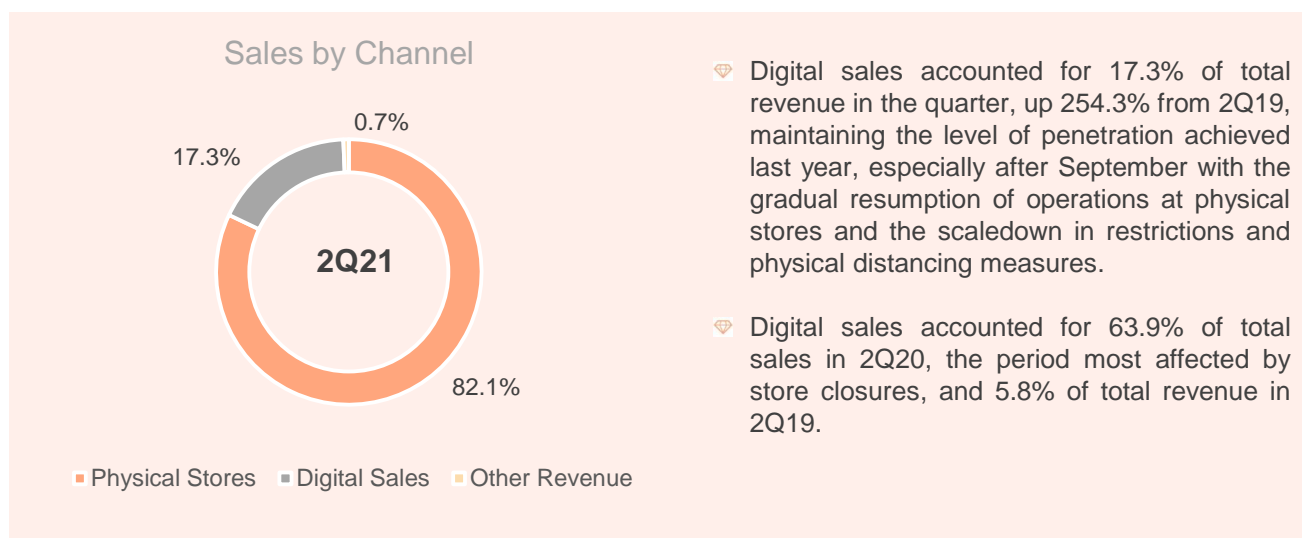 Sales by Channel
0.7%
17.3%
2Q21
82.1%
Physical Stores Digital Sales Other Revenue
Digital sales accounted for 17.3% of total
revenue in the quarter, up 254.3% from 2Q19,
maintaining the level of penetration achieved
last year, especially after September with the
gradual resumption of operations at physical
stores and the scaledown in restrictions and
physical distancing measures.
Digital sales accounted for 63.9% of total
sales in 2Q20, the period most affected by
store closures, and 5.8% of total revenue in
2Q19.